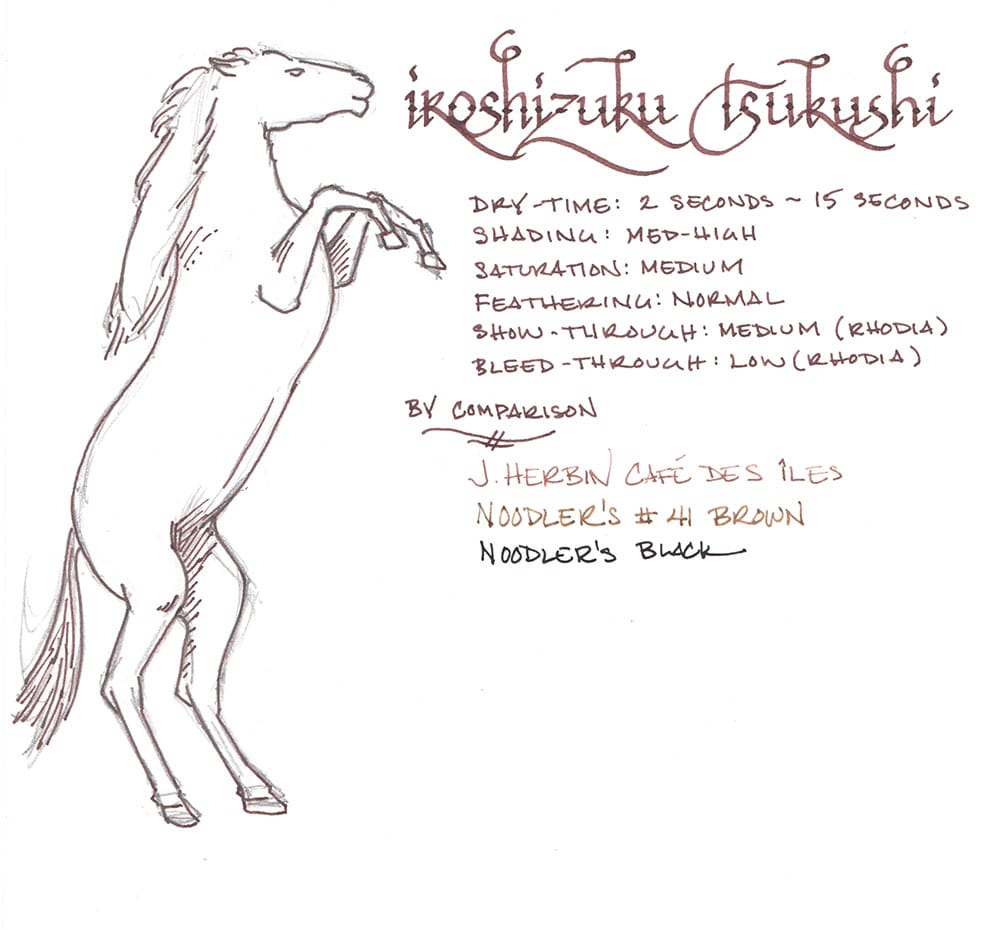 iroshizuku tsukushi
DRY-TIME: 2 SECONDS ~ 15 SECONDS
SHADING: MED-HIGH
SATURATION: MEDIUM
FEATHERING: NORMAL
SHOW-THROUGH: MEDIUM (RHODIA)
BLEED-THROUGH: LOW (RHODIA)
BY COMPARISON
J. HERBIN CAFÉ DES ÎLES
NOODLER'S # 41 BROWN
NOODLER'S BLACK